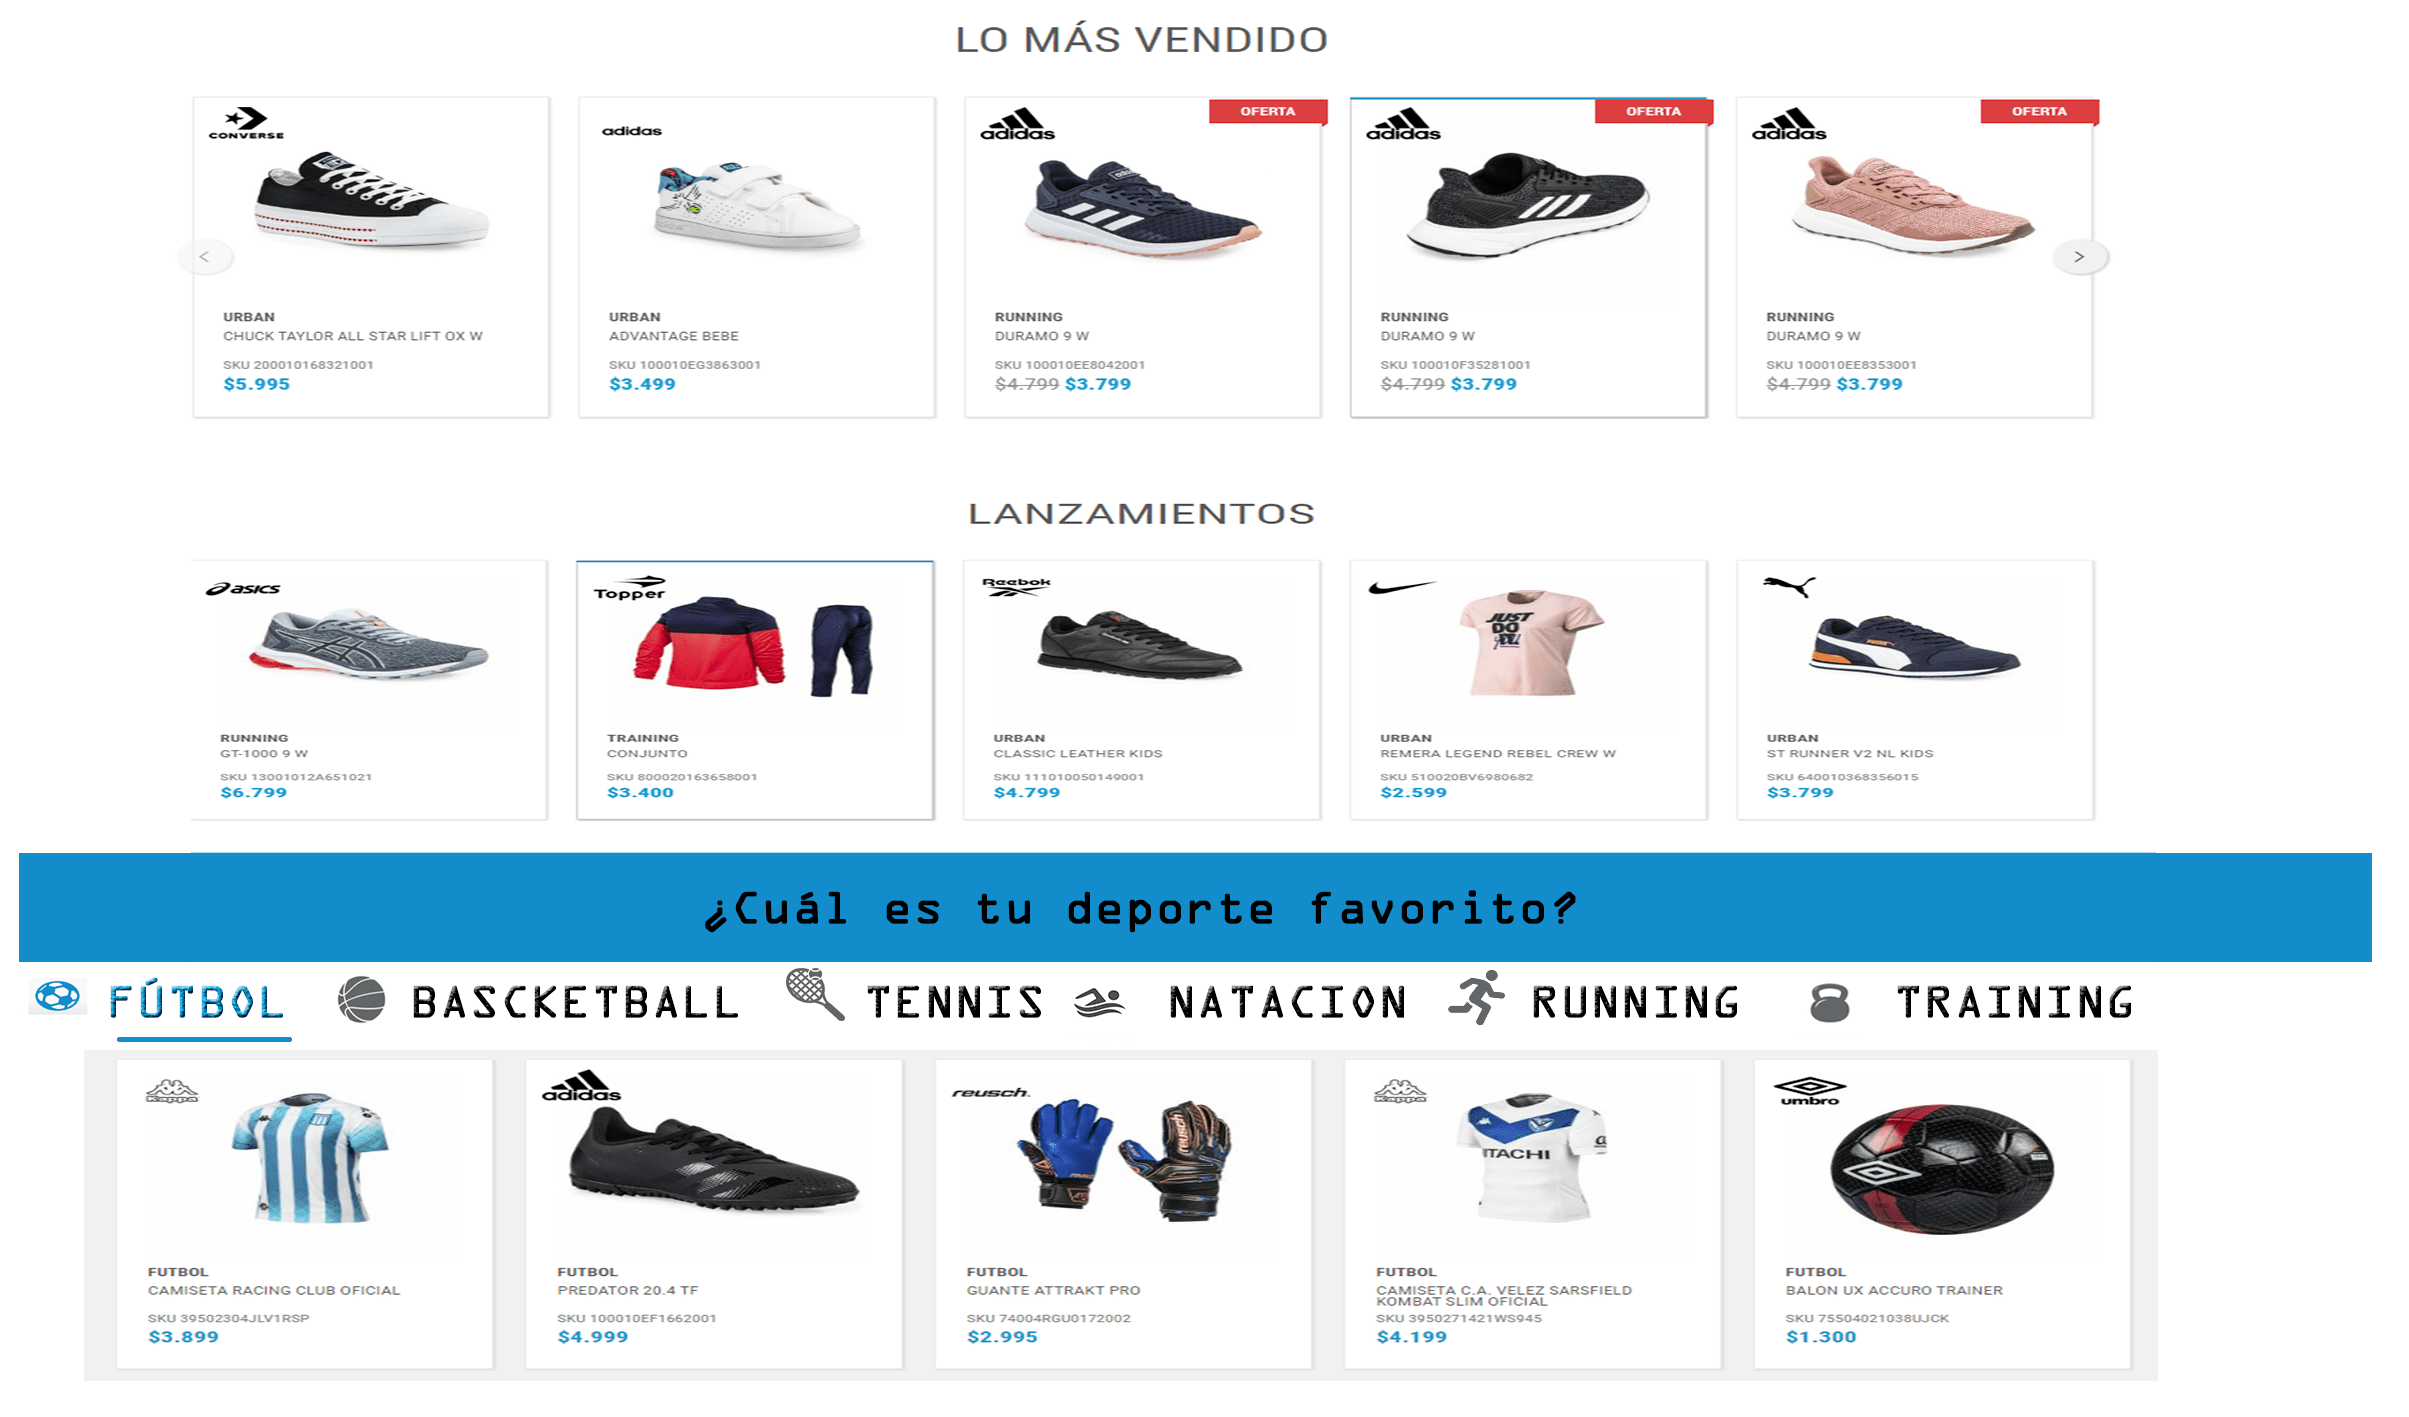 LO MÁS VENDIDO
CONVERSE
URBAN
CHUCK TAYLOR ALL STAR LIFT OX W
SKU 200010168321001
$5.995
adidas
URBAN
ADVANTAGE BEBE
SKU 100010EG3863001
$3.499
adidas
OFERTA
RUNNING
DURAMO 9 W
SKU 100010EE8042001
$4.799 $3.799
adidas
OFERTA
RUNNING
DURAMO 9 W
SKU 100010F35281001
$4.799 $3.799
adidas
OFERTA
RUNNING
DURAMO 9 W
SKU 100010EE8353001
$4.799 $3.799
LANZAMIENTOS
asics
RUNNING
GT-1000 9 W
SKU 13001012A651021
$6.799
Topper
TRAINING
CONJUNTO
SKU 800020163658001
$3.400
Reebok
URBAN
CLASSIC LEATHER KIDS
SKU 111010050149001
$4.799
JUST
DO
URBAN
REMERA LEGEND REBEL CREW W
SKU 510020BV6980682
$2.599
URBAN
ST RUNNER V2 NL KIDS
SKU 640010368356015
$3.799
¿Cuál es tu deporte favorito?
FÚTBOL
BASCKETBALL
TENNIS
NATACION
RUNNING
TRAINING
Kappa
FUTBOL
CAMISETA RACING CLUB OFICIAL
SKU 39502304JLV1RSP
$3.899
adidas
FUTBOL
PREDATOR 20.4 TF
SKU 100010EF1662001
$4.999
reusch
reusch
FUTBOL
GUANTE ATTRAKT PRO
SKU 74004RGU0172002
$2.995
Kappa
ITACHI
FUTBOL
CAMISETA C.A. VELEZ SARSFIELD
KOMBAT SLIM OFICIAL
SKU 3950271421WS945
$4.199
umbro
FUTBOL
BALON UX ACCURO TRAINER
SKU 75504021038UJCK
$1.300